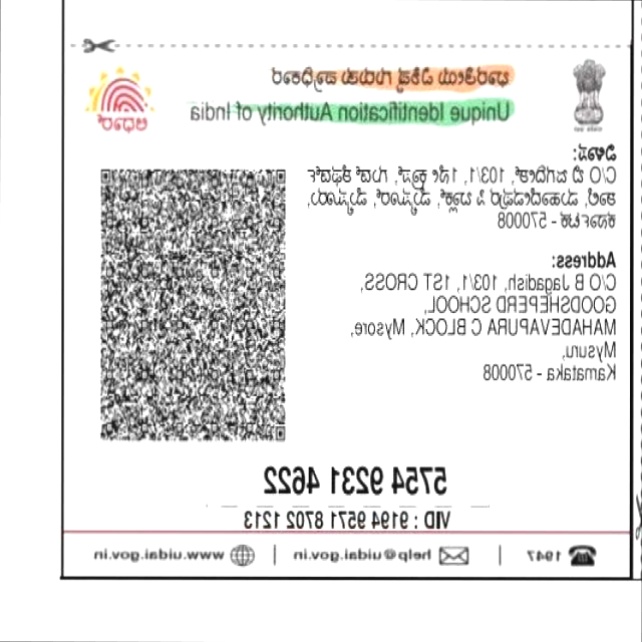 ಭಾರತೀಯ ವಿಶಿಷ್ಟ ಗುರುತು ಪ್ರಾಧಿಕಾರ
Unique Identification Authority of India
ಆಧಾರ್
ವಿಳಾಸ:
C/O ಬಿ ಜಗದೀಶ್, 103/1, 1ನೇ ಕ್ರಾಸ್, ಗುಡ್ ಶೆಫರ್ಡ್
ಶಾಲೆ, ಮಹಾದೇವಪುರ ಸಿ ಬ್ಲಾಕ್, ಮೈಸೂರ್, ಮೈಸೂರು,
ಕರ್ನಾಟಕ - 570008
Address:
C/O B Jagadish, 103/1, 1ST CROSS,
GOODSHEPERD SCHOOL,
MAHADEVAPURA C BLOCK, Mysore,
Mysuru,
Karnataka - 570008
5754 9231 4622
VID : 9194 9571 8702 1213
1947 | help@uidai.gov.in | www.uidai.gov.in